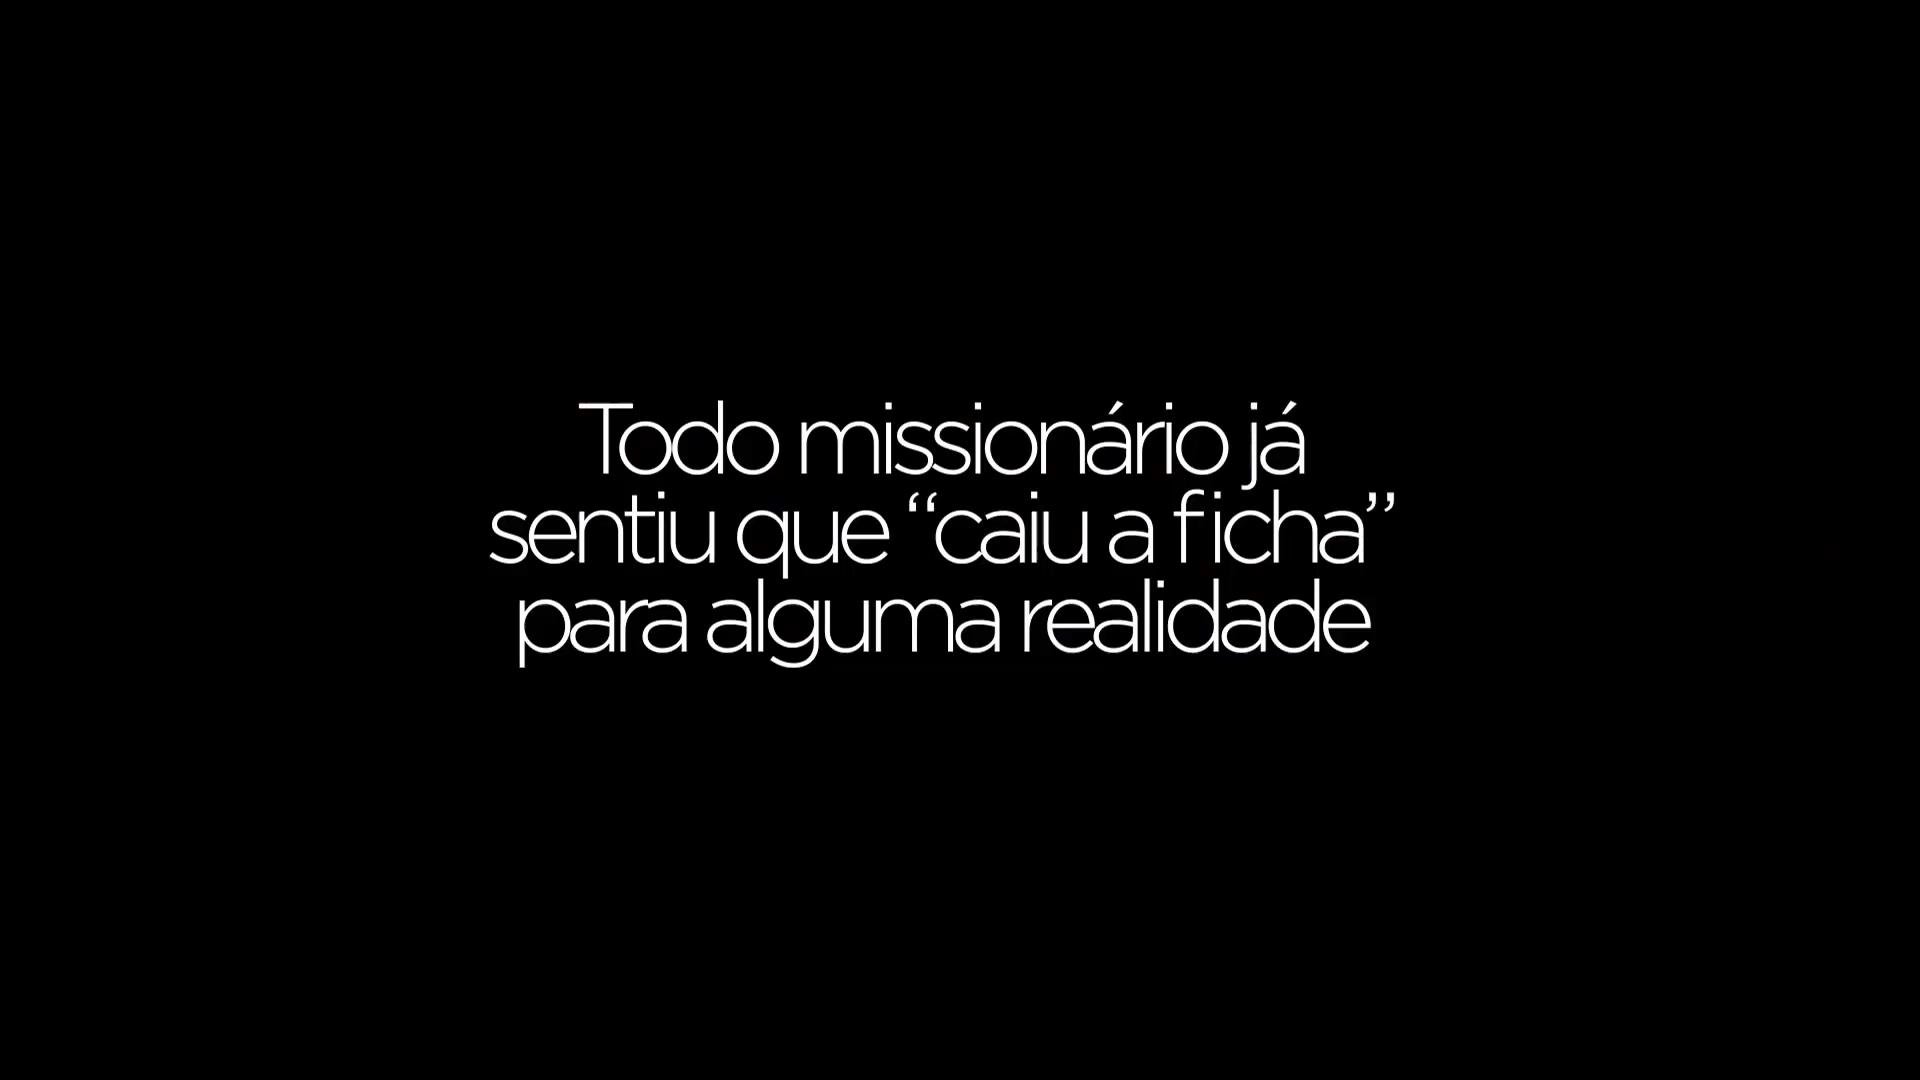 Todo missionário já
sentiu que “caiu a ficha”
para alguma realidade